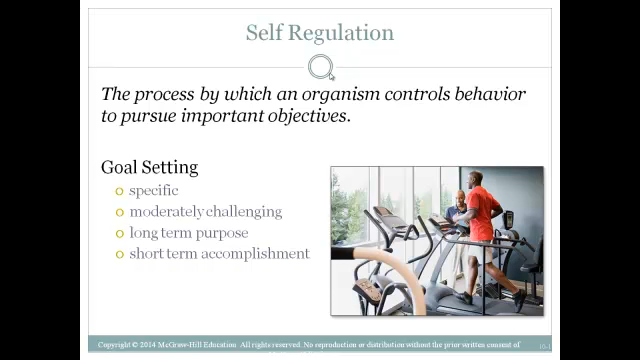 Self Regulation
The process by which an organism controls behavior
to pursue important objectives.
Goal Setting
specific
moderately challenging
long term purpose
short term accomplishment
Copyright © 2014 McGraw-Hill Education All rights reserved. No reproduction or distribution without the prior written consent of